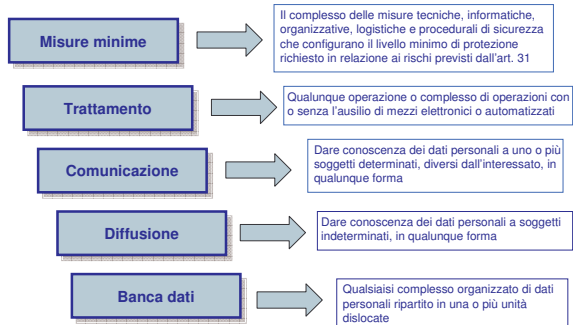 Misure minime
Il complesso delle misure tecniche, informatiche,
organizzative, logistiche e procedurali di sicurezza
che configurano il livello minimo di protezione
richiesto in relazione ai rischi previsti dall'art. 31
Trattamento
Qualunque operazione o complesso di operazioni con
o senza l'ausilio di mezzi elettronici o automatizzati
Comunicazione
Dare conoscenza dei dati personali a uno o più
soggetti determinati, diversi dall'interessato, in
qualunque forma
Diffusione
Dare conoscenza dei dati personali a soggetti
indeterminati, in qualunque forma
Banca dati
Qualsiaisi complesso organizzato di dati
personali ripartito in una o più unità
dislocate